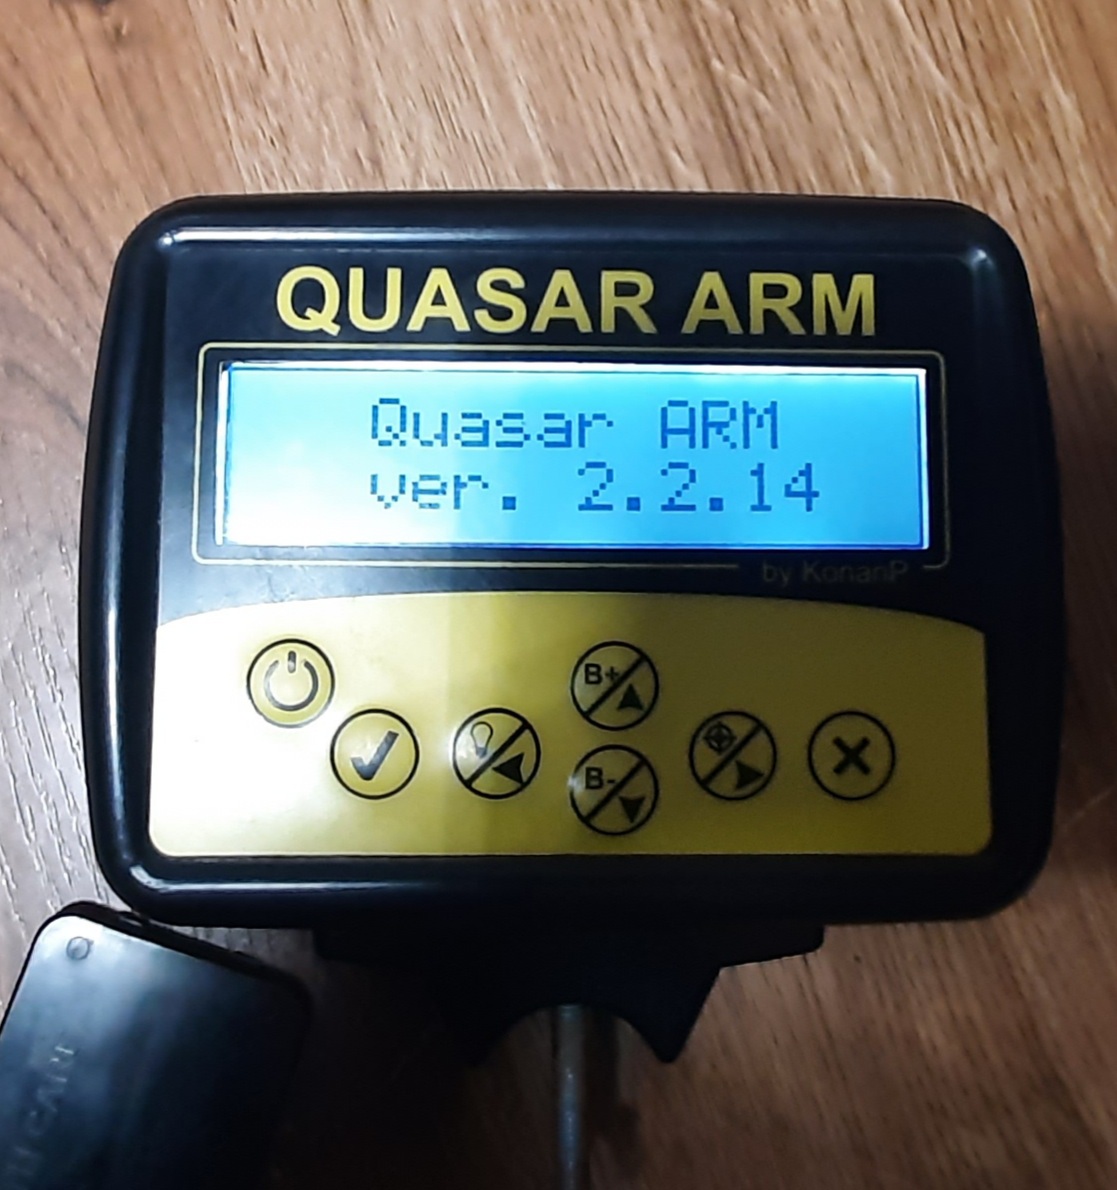 QUASAR ARM
Quasar ARM
ver. 2.2.14
by KonanP
B+
B-